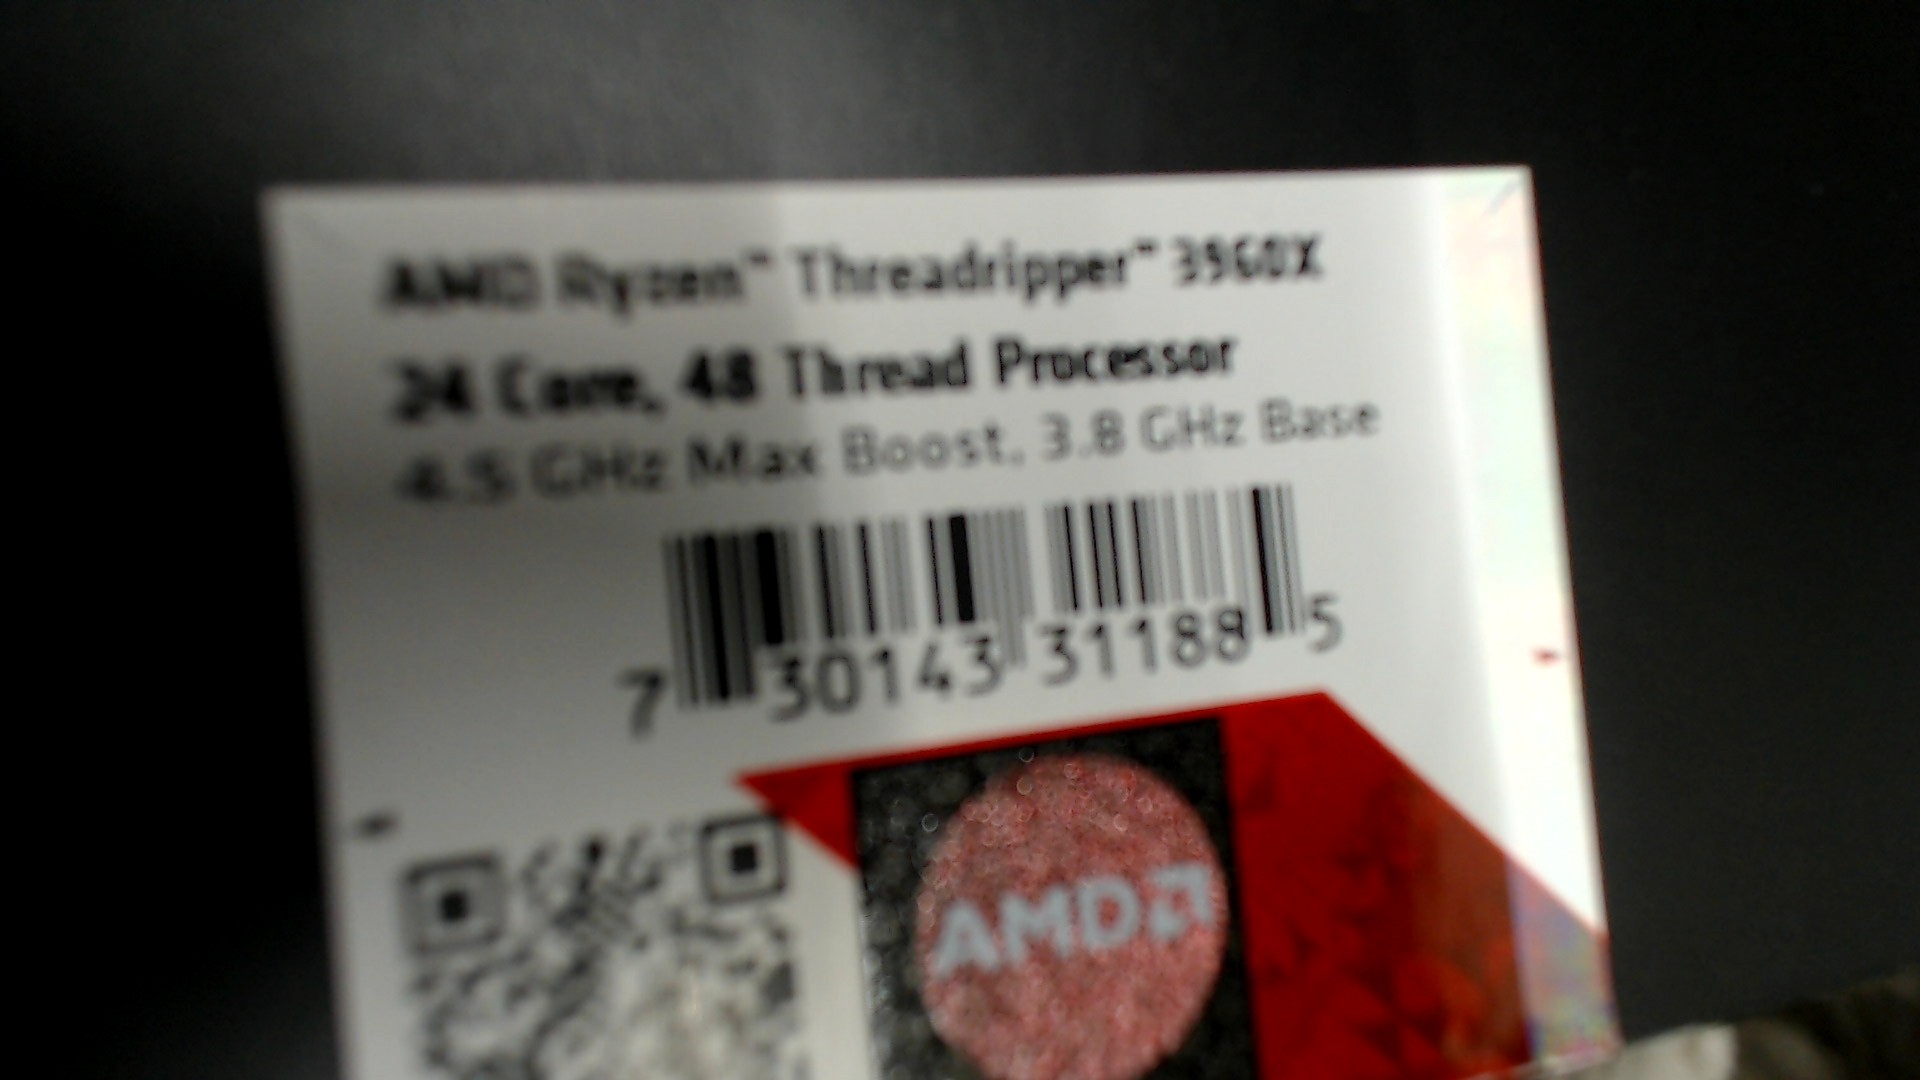 AMD Ryzen™ Threadripper™ 3960X
24 Core, 48 Thread Processor
4.5 GHz Max Boost, 3.8 GHz Base
7 30143 31188 5
AMD